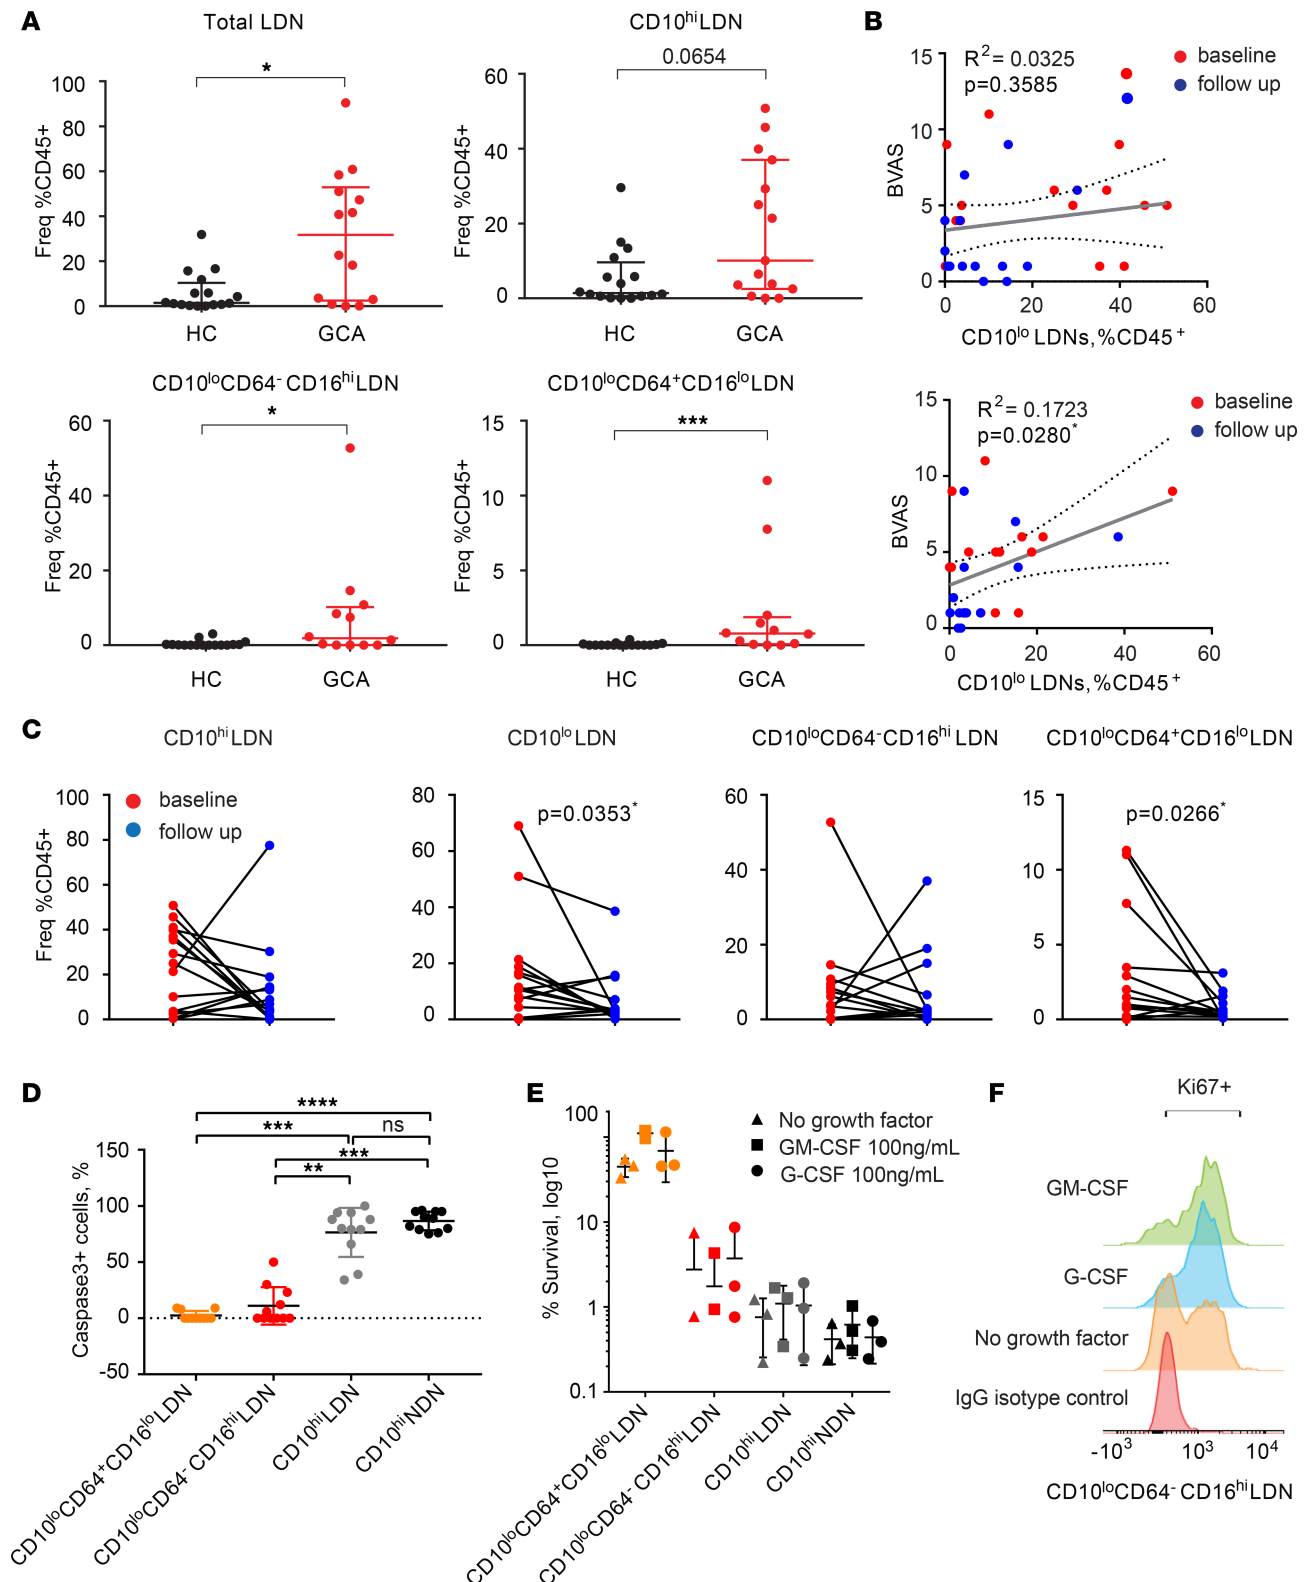 A
Total LDN
*
Freq %CD45+
100
80
60
40
20
0
HC
GCA
CD10hi LDN
0.0654
Freq %CD45+
60
40
20
0
HC
GCA
CD10loCD64- CD16hi LDN
*
Freq %CD45+
60
40
20
0
HC
GCA
CD10loCD64+CD16loLDN
***
Freq %CD45+
15
10
5
0
HC
GCA
B
R2= 0.0325
p=0.3585
baseline
follow up
BVAS
15
10
5
0
0 20 40 60
CD10lo LDNs,%CD45+
R2= 0.1723
p=0.0280*
baseline
follow up
BVAS
15
10
5
0
0 20 40 60
CD10lo LDNs,%CD45+
C
CD10hi LDN
baseline
follow up
Freq %CD45+
100
80
60
40
20
0
CD10lo LDN
p=0.0353*
80
60
40
20
0
CD10loCD64-CD16hi LDN
60
40
20
0
CD10loCD64+CD16loLDN
p=0.0266*
15
10
5
0
D
****
*** ns
***
**
Caspase3+ ccells, %
150
100
50
0
-50
CD10loCD64+CD16loLDN
CD10loCD64- CD16hiLDN
CD10hiLDN
CD10hiNDN
E
No growth factor
GM-CSF 100ng/mL
G-CSF 100ng/mL
% Survival, log10
100
10
1
0.1
CD10loCD64+CD16loLDN
CD10loCD64- CD16hiLDN
CD10hiLDN
CD10hiNDN
F
Ki67+
GM-CSF
G-CSF
No growth factor
IgG isotype control
-103 103 104
CD10loCD64- CD16hiLDN